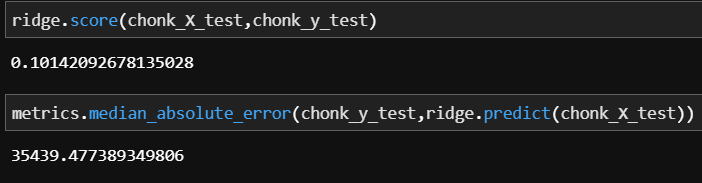 ridge.score(chonk_X_test,chonk_y_test)
0.10142092678135028
metrics.median_absolute_error(chonk_y_test,ridge.predict(chonk_X_test))
35439.477389349806